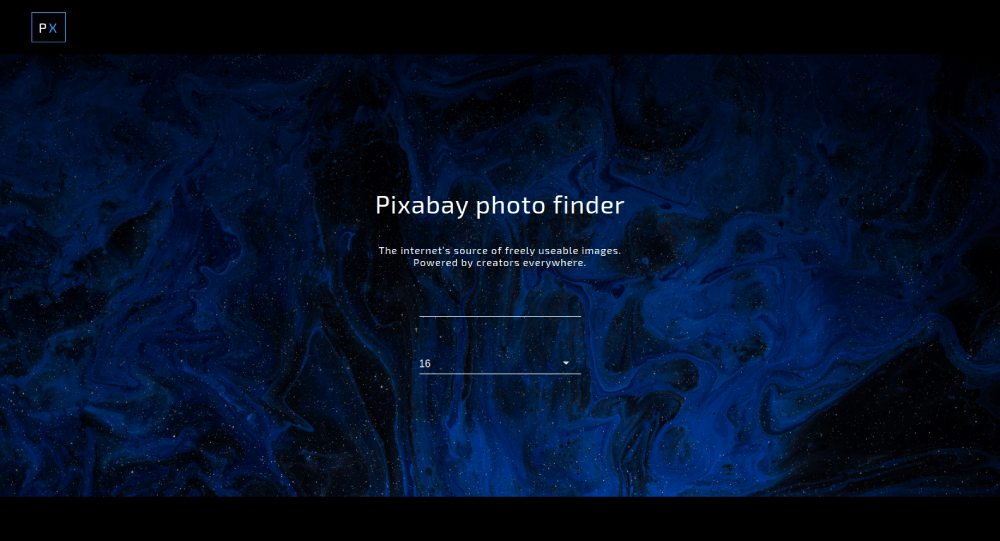 PX
Pixabay photo finder
The internet's source of freely useable images.
Powered by creators everywhere.
16